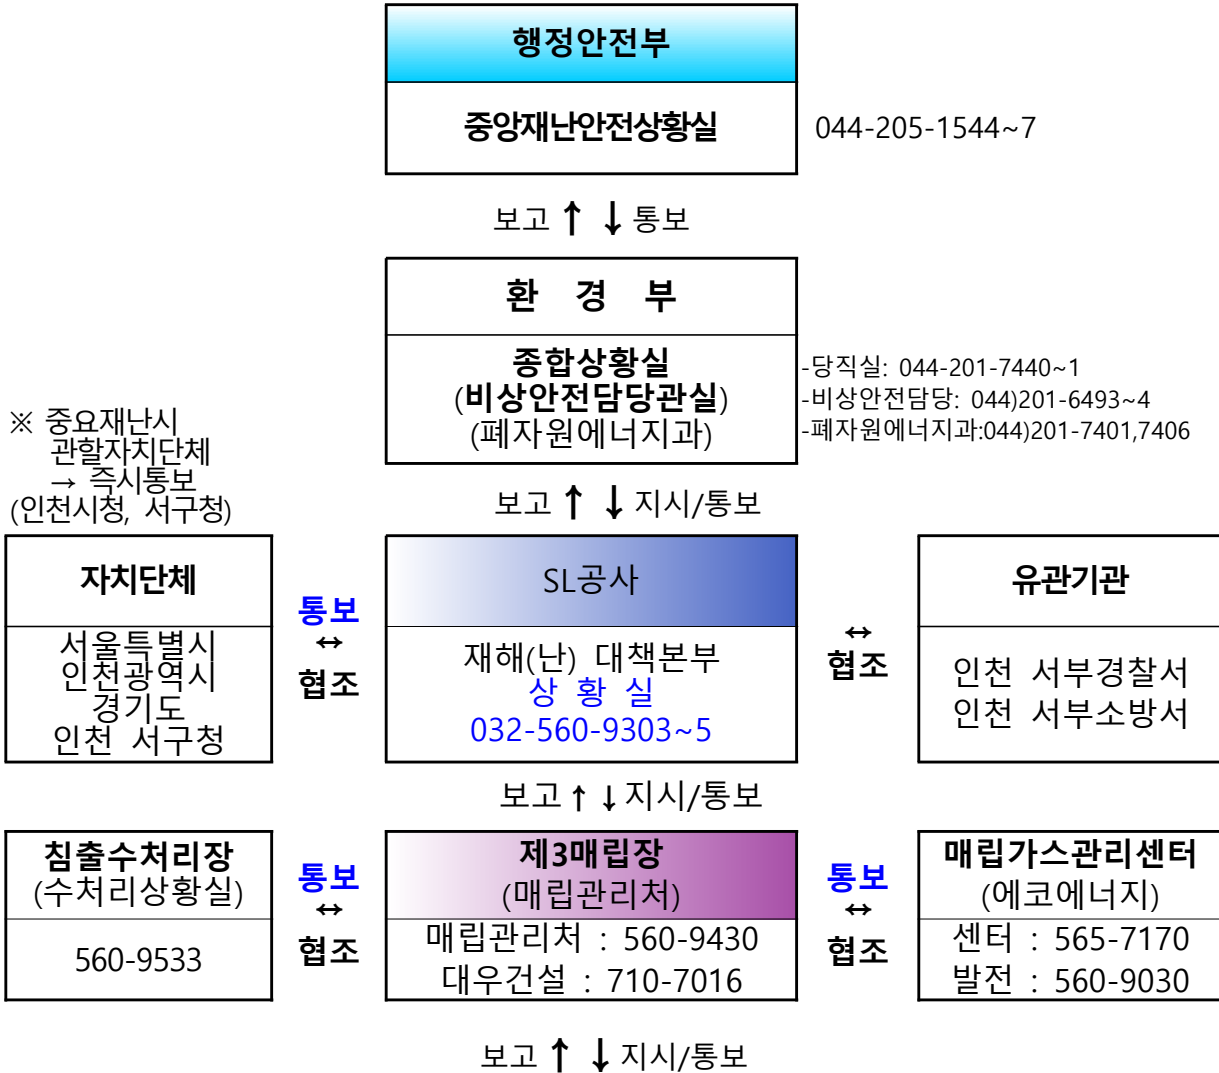 행정안전부
중앙재난안전상황실
044-205-1544~7
보고 ↑ ↓ 통보
환 경 부
종합상황실
(비상안전담당관실)
(폐자원에너지과)
-당직실: 044-201-7440~1
-비상안전담당: 044)201-6493~4
-폐자원에너지과:044)201-7401,7406
※ 중요재난시
관할자치단체
→ 즉시통보
(인천시청, 서구청)
보고 ↑ ↓ 지시/통보
자치단체
서울특별시
인천광역시
경기도
인천 서구청
통보
↔
협조
SL공사
재해(난) 대책본부
상 황 실
032-560-9303~5
↔
협조
유관기관
인천 서부경찰서
인천 서부소방서
보고 ↑ ↓ 지시/통보
침출수처리장
(수처리상황실)
560-9533
통보
↔
협조
제3매립장
(매립관리처)
매립관리처 : 560-9430
대우건설 : 710-7016
통보
↔
협조
매립가스관리센터
(에코에너지)
센터 : 565-7170
발전 : 560-9030
보고 ↑ ↓ 지시/통보